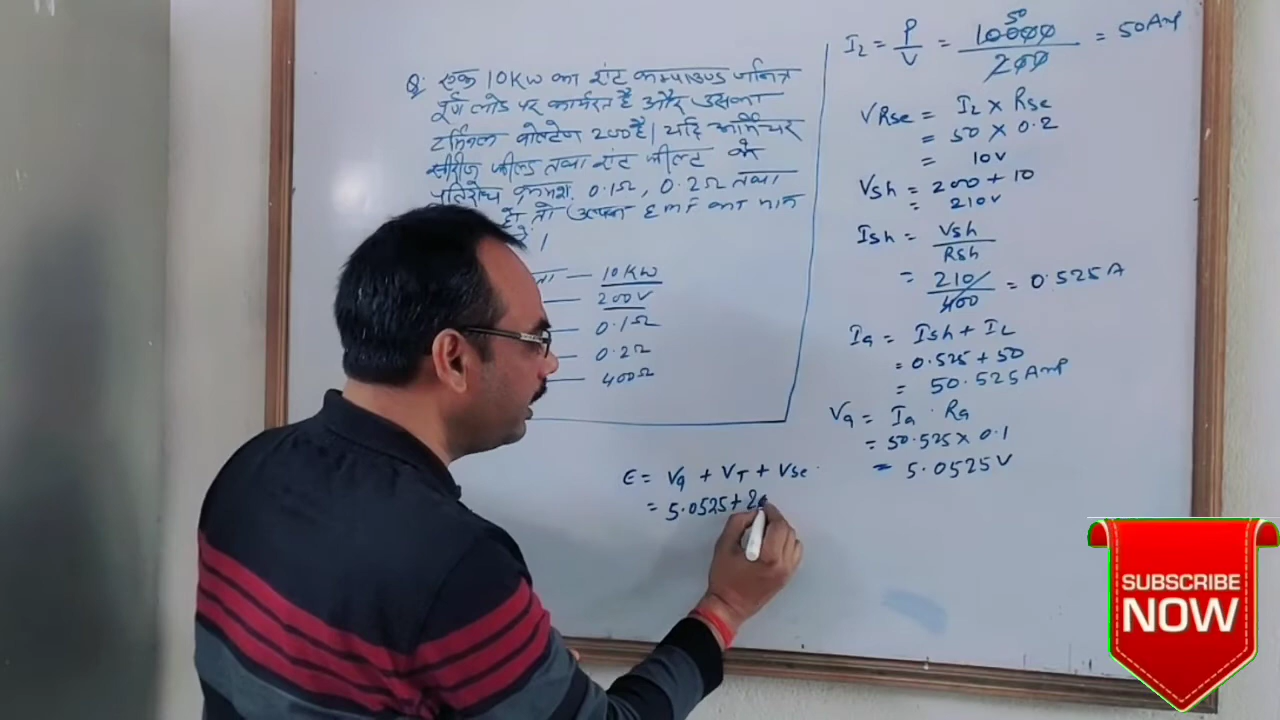 Q: एक 10KW का शंट कम्पाउण्ड जनित्र
पूर्ण लोड पर कार्यरत है और उसका
टर्मिनल वोल्टेज 200 है। यदि आर्मेचर
सीरीज फील्ड तथा शंट फील्ड के
प्रतिरोध क्रमश: 0.1Ω, 0.2Ω तथा
हो तो उत्पन्न EMF का मान
— 10KW
— 200V
0.1Ω
— 0.2Ω
— 400Ω
I L = P/V = 10000/200 50 = 50Amp
VRse = IL × Rse
= 50 × 0.2
= 10V
Vsh = 200 + 10
= 210V
Ish = Vsh/Rsh
= 210/400 = 0.525 A
Ia = Ish + IL
= 0.525 + 50
= 50.525 Amp
Va = Ia . Ra
= 50.525 × 0.1
= 5.0525 V
E = Va + VT + Vse
= 5.0525 + 20
SUBSCRIBE
NOW